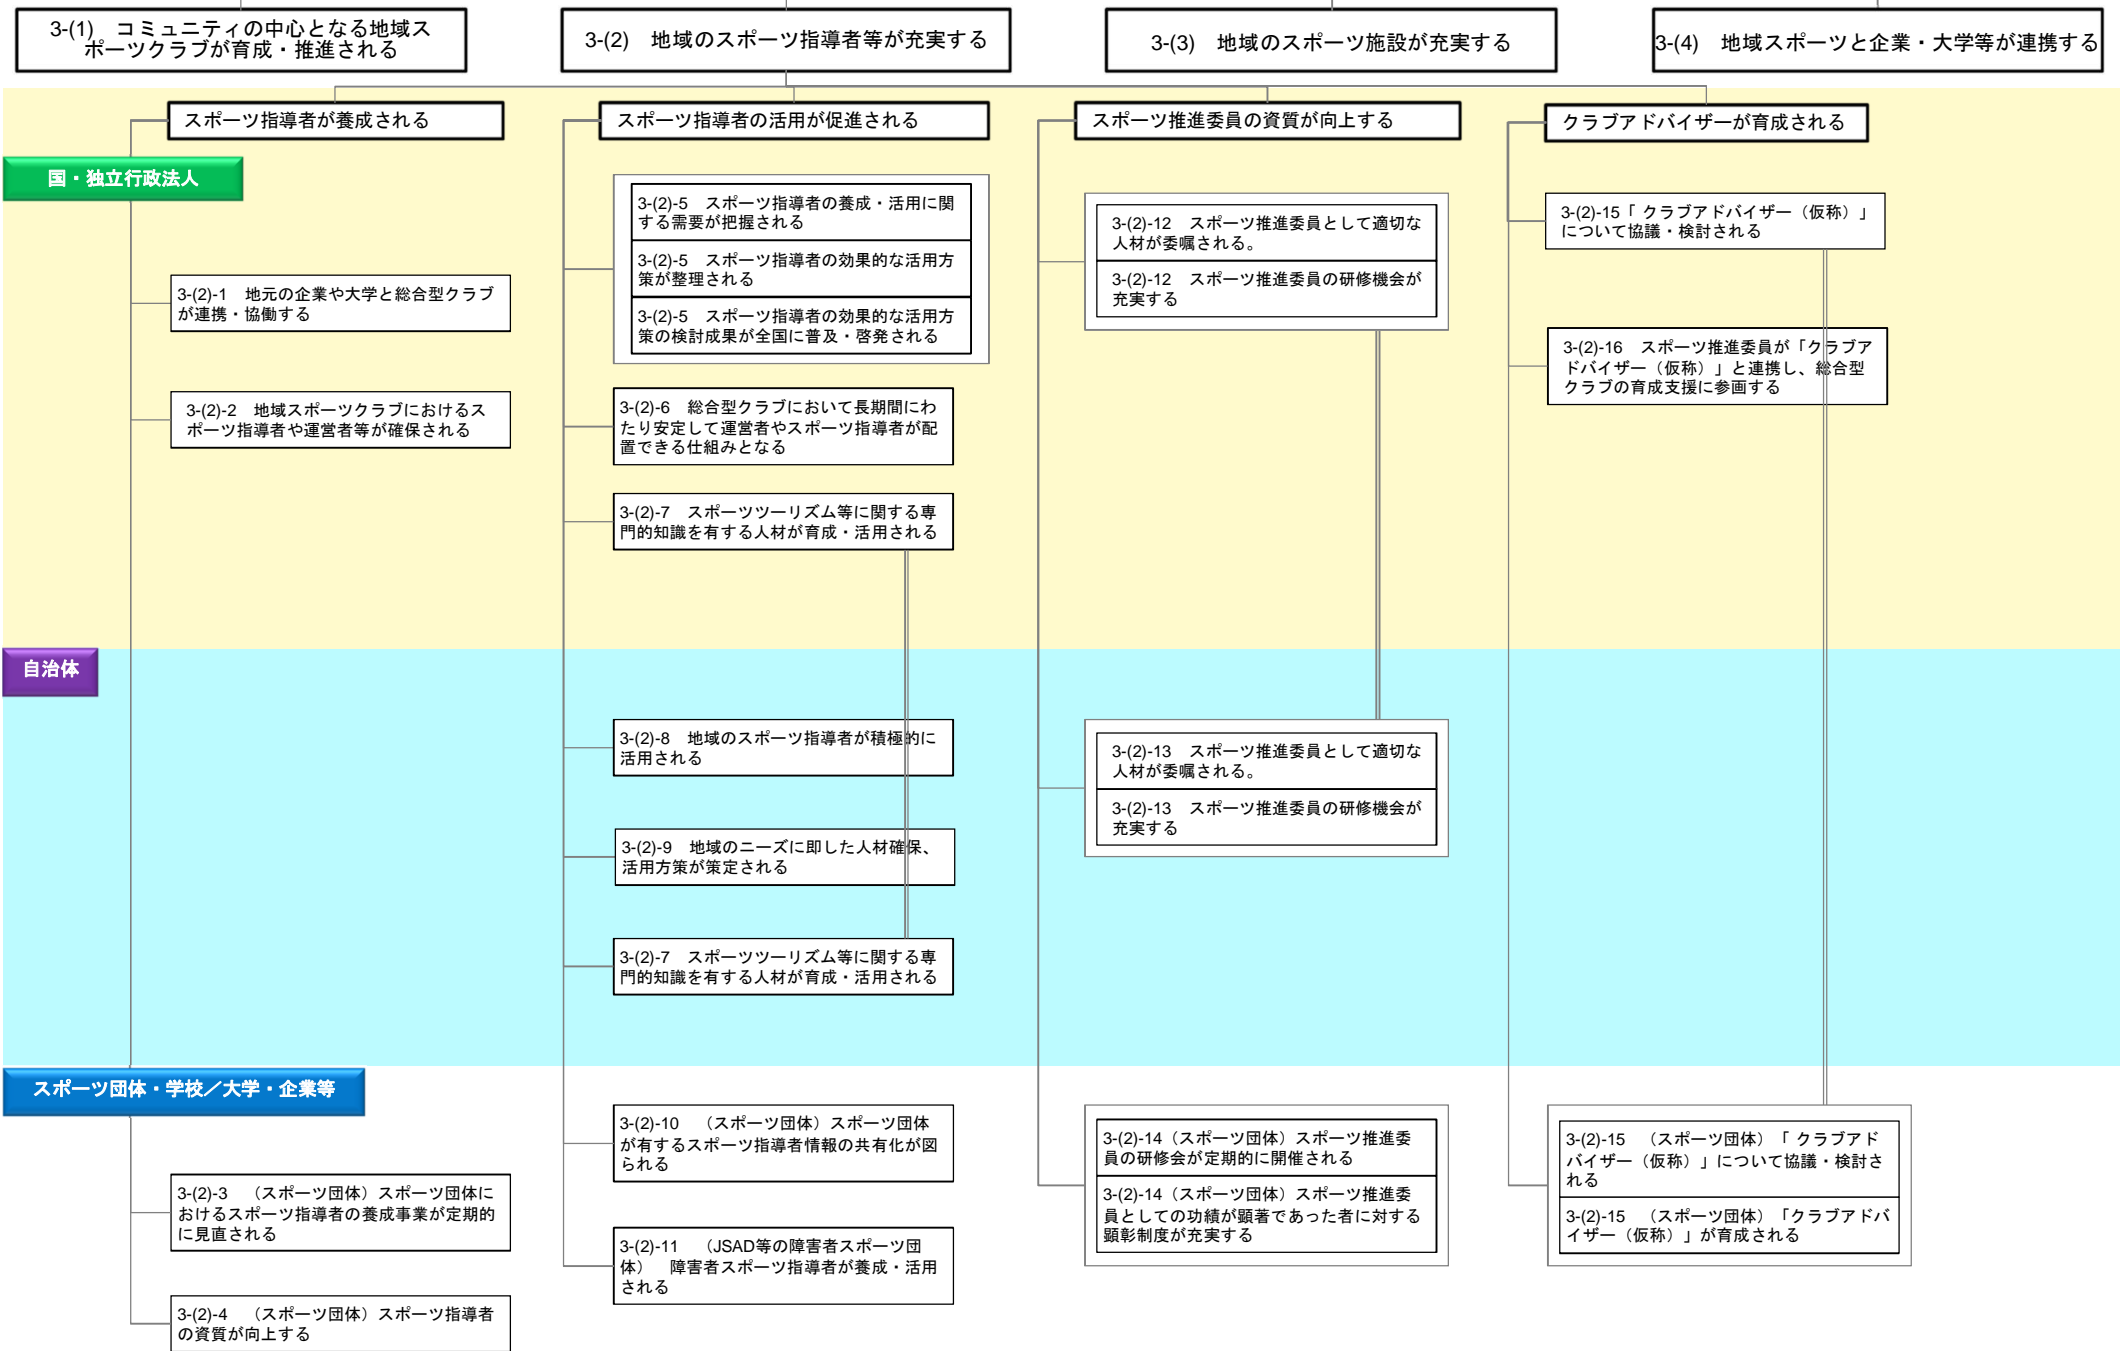 3-(1)　コミュニティの中心となる地域ス
ポーツクラブが育成・推進される
3-(2)　地域のスポーツ指導者等が充実する
3-(3)　地域のスポーツ施設が充実する
3-(4)　地域スポーツと企業・大学等が連携する
スポーツ指導者が養成される
スポーツ指導者の活用が促進される
スポーツ推進委員の資質が向上する
クラブアドバイザーが育成される
国・独立行政法人
3-(2)-1　地元の企業や大学と総合型クラブ
が連携・協働する
3-(2)-2　地域スポーツクラブにおけるス
ポーツ指導者や運営者等が確保される
3-(2)-5　スポーツ指導者の養成・活用に関
する需要が把握される
3-(2)-5　スポーツ指導者の効果的な活用方
策が整理される
3-(2)-5　スポーツ指導者の効果的な活用方
策の検討成果が全国に普及・啓発される
3-(2)-6　総合型クラブにおいて長期間にわ
たり安定して運営者やスポーツ指導者が配
置できる仕組みとなる
3-(2)-7　スポーツツーリズム等に関する専
門的知識を有する人材が育成・活用される
3-(2)-12　スポーツ推進委員として適切な
人材が委嘱される。
3-(2)-12　スポーツ推進委員の研修機会が
充実する
3-(2)-15「 クラブアドバイザー（仮称）」
について協議・検討される
3-(2)-16　スポーツ推進委員が「クラブア
ドバイザー（仮称）」と連携し、総合型
クラブの育成支援に参画する
自治体
3-(2)-8　地域のスポーツ指導者が積極的に
活用される
3-(2)-9　地域のニーズに即した人材確保、
活用方策が策定される
3-(2)-7　スポーツツーリズム等に関する専
門的知識を有する人材が育成・活用される
3-(2)-13　スポーツ推進委員として適切な
人材が委嘱される。
3-(2)-13　スポーツ推進委員の研修機会が
充実する
スポーツ団体・学校／大学・企業等
3-(2)-3　（スポーツ団体）スポーツ団体に
おけるスポーツ指導者の養成事業が定期的
に見直される
3-(2)-4　（スポーツ団体）スポーツ指導者
の資質が向上する
3-(2)-10　（スポーツ団体）スポーツ団体
が有するスポーツ指導者情報の共有化が図
られる
3-(2)-11　（JSAD等の障害者スポーツ団
体）　障害者スポーツ指導者が養成・活用
される
3-(2)-14（スポーツ団体）スポーツ推進委
員の研修会が定期的に開催される
3-(2)-14（スポーツ団体）スポーツ推進委
員としての功績が顕著であった者に対する
顕彰制度が充実する
3-(2)-15　（スポーツ団体）「 クラブアド
バイザー（仮称）」について協議・検討さ
れる
3-(2)-15　（スポーツ団体）「クラブアドバ
イザー（仮称）」が育成される